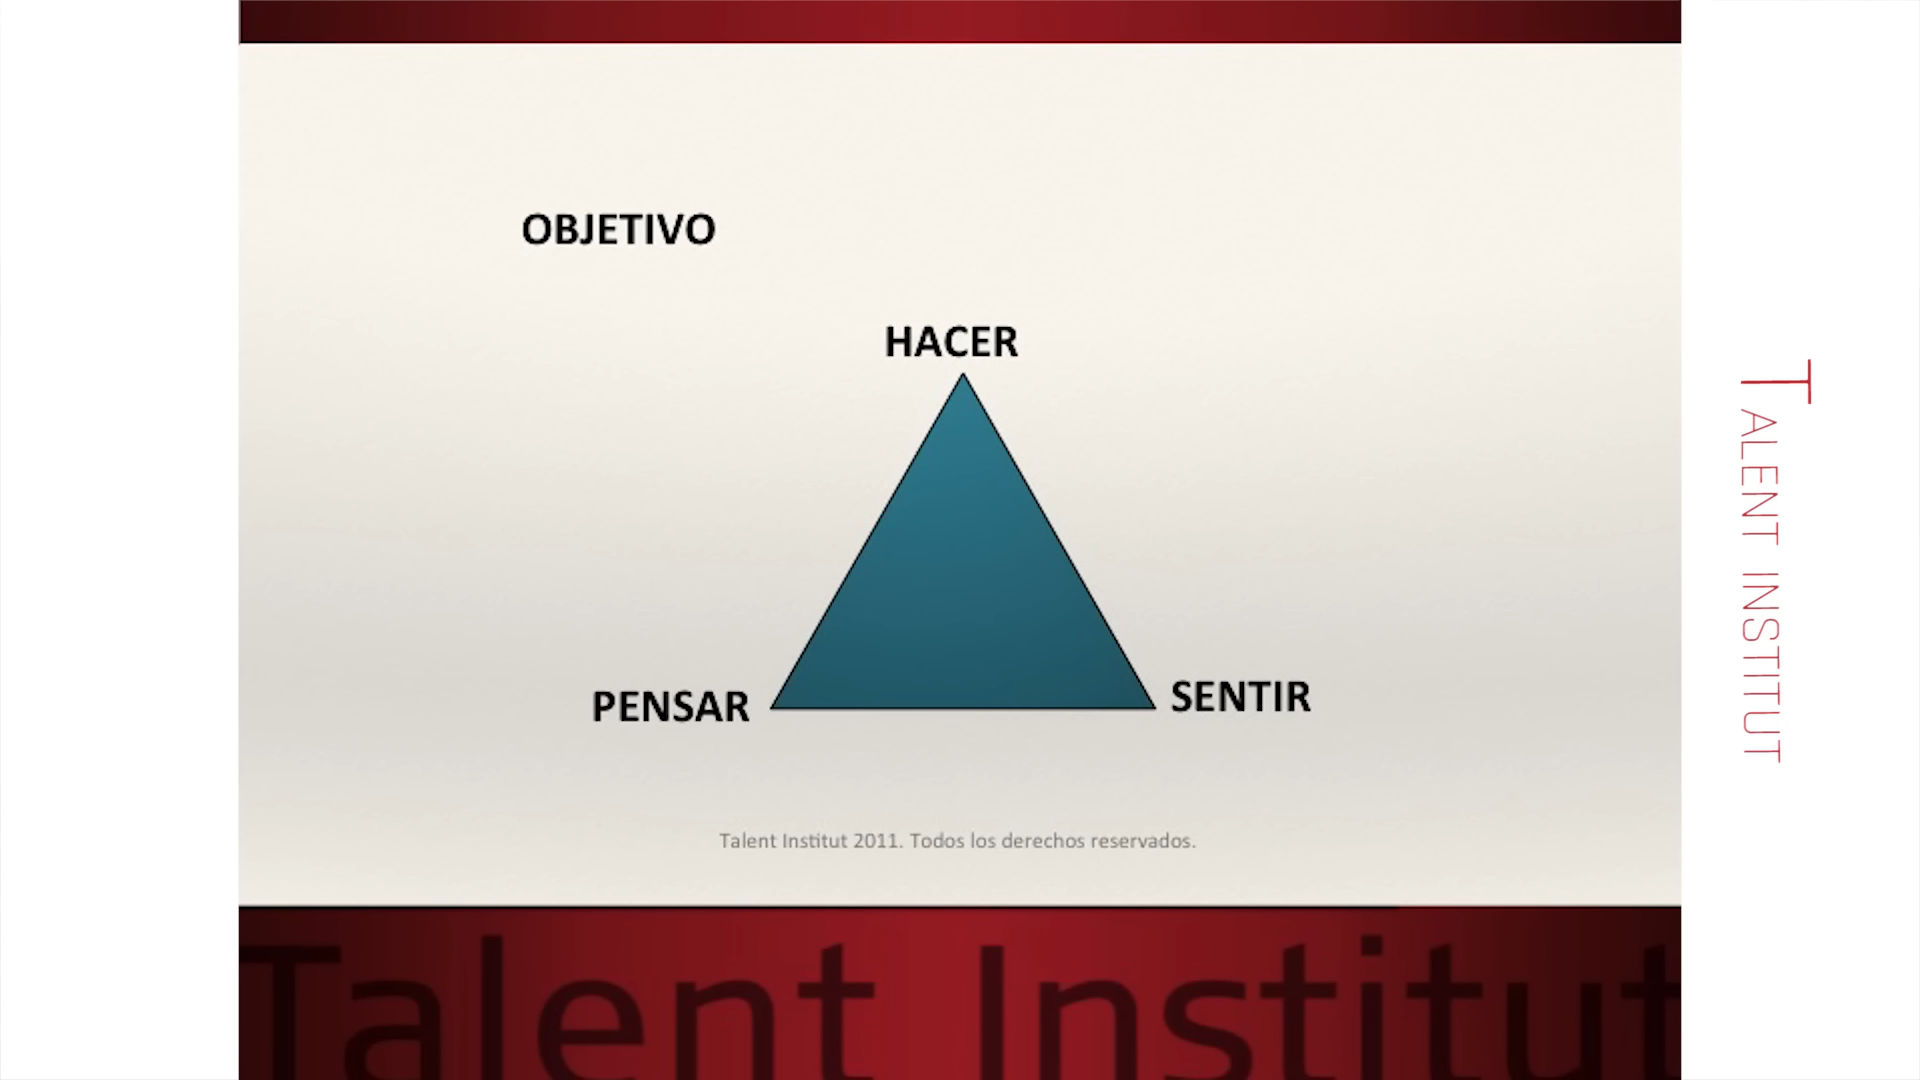 OBJETIVO
HACER
PENSAR
SENTIR
Talent Institut 2011. Todos los derechos reservados.
Talent Institut
TALENT INSTITUT